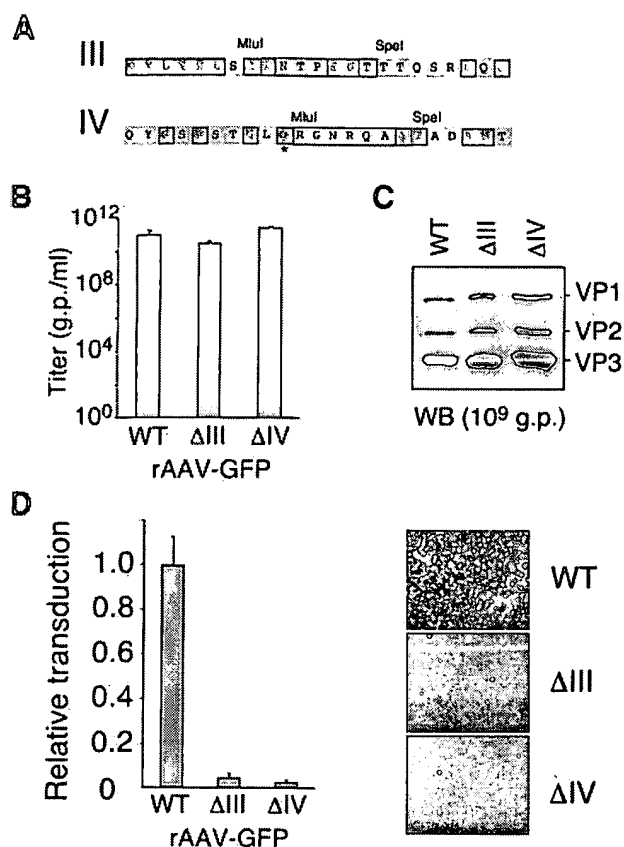 A
III
MluI SpeI
IV
MluI SpeI
*
B
Titer (g.p./ml)
10¹²
10⁸
10⁴
10⁰
WT ΔIII ΔIV
rAAV-GFP
C
WT ΔIII ΔIV
VP1
VP2
VP3
WB (10⁹ g.p.)
D
Relative transduction
1.0
0.8
0.6
0.4
0.2
0
WT ΔIII ΔIV
rAAV-GFP
WT
ΔIII
ΔIV